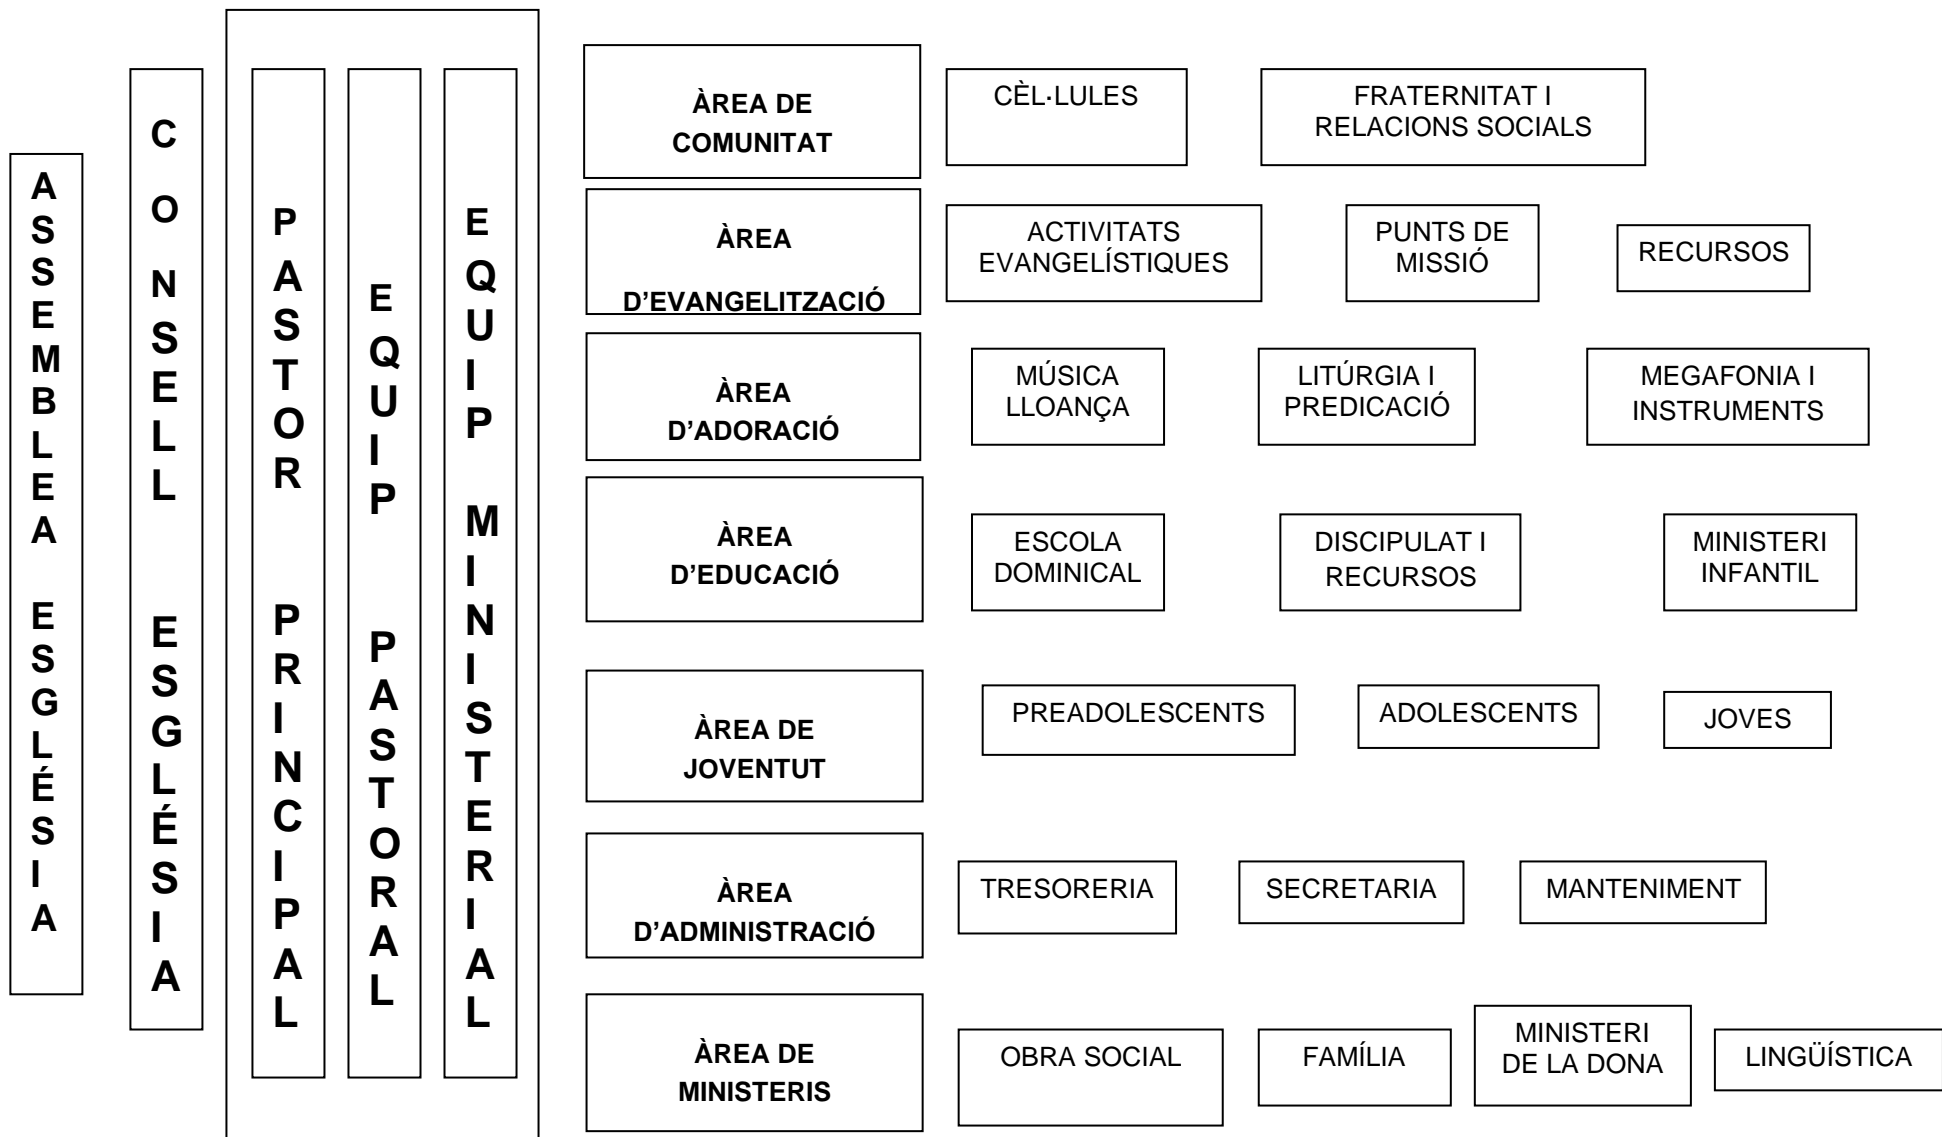 ASSEMBLEA ESGLÉSIA
CONSELL ESGLÉSIA
PASTOR PRINCIPAL
EQUIP PASTORAL
EQUIP MINISTERIAL
ÀREA DE
COMUNITAT
CÈL·LULES
FRATERNITAT I
RELACIONS SOCIALS
ÀREA
D’EVANGELITZACIÓ
ACTIVITATS
EVANGELÍSTIQUES
PUNTS DE
MISSIÓ
RECURSOS
ÀREA
D’ADORACIÓ
MÚSICA
LLOANÇA
LITÚRGIA I
PREDICACIÓ
MEGAFONIA I
INSTRUMENTS
ÀREA
D’EDUCACIÓ
ESCOLA
DOMINICAL
DISCIPULAT I
RECURSOS
MINISTERI
INFANTIL
ÀREA DE
JOVENTUT
PREADOLESCENTS
ADOLESCENTS
JOVES
ÀREA
D’ADMINISTRACIÓ
TRESORERIA
SECRETARIA
MANTENIMENT
ÀREA DE
MINISTERIS
OBRA SOCIAL
FAMÍLIA
MINISTERI
DE LA DONA
LINGÜÍSTICA